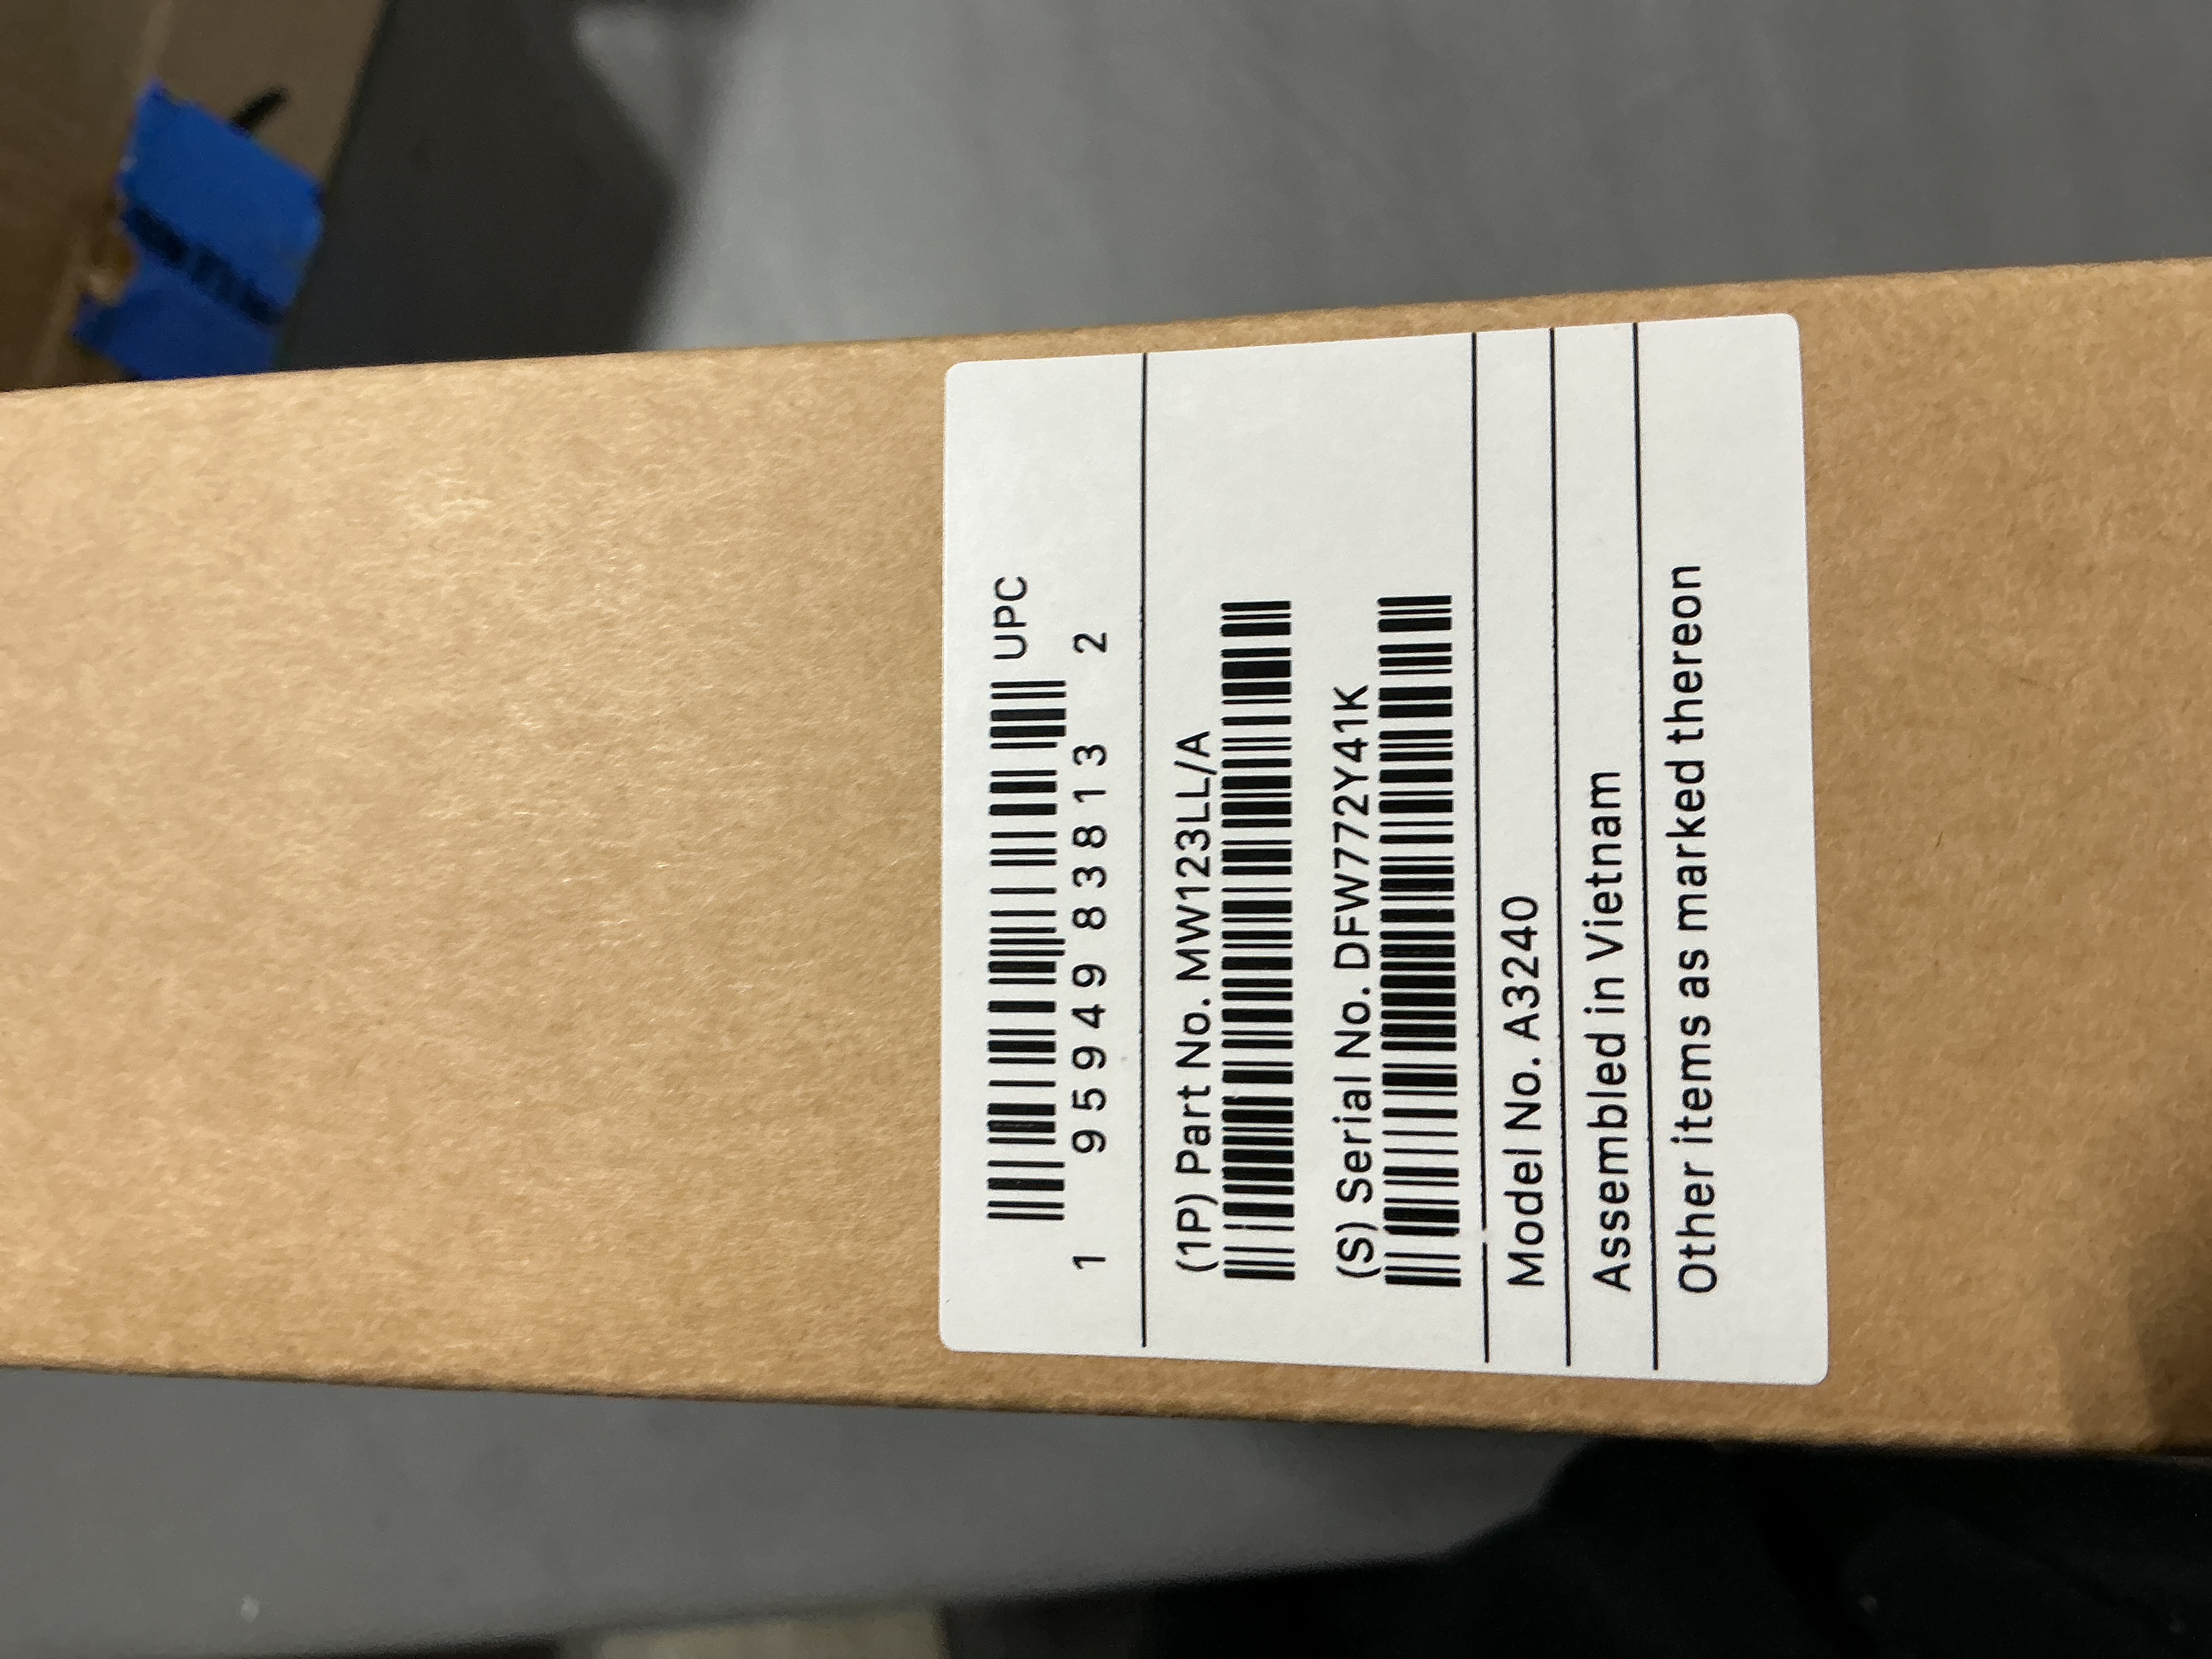 UPC
1 95949 83813 2
(1P) Part No. MW123LL/A
(S) Serial No. DFW772Y41K
Model No. A3240
Assembled in Vietnam
Other items as marked thereon